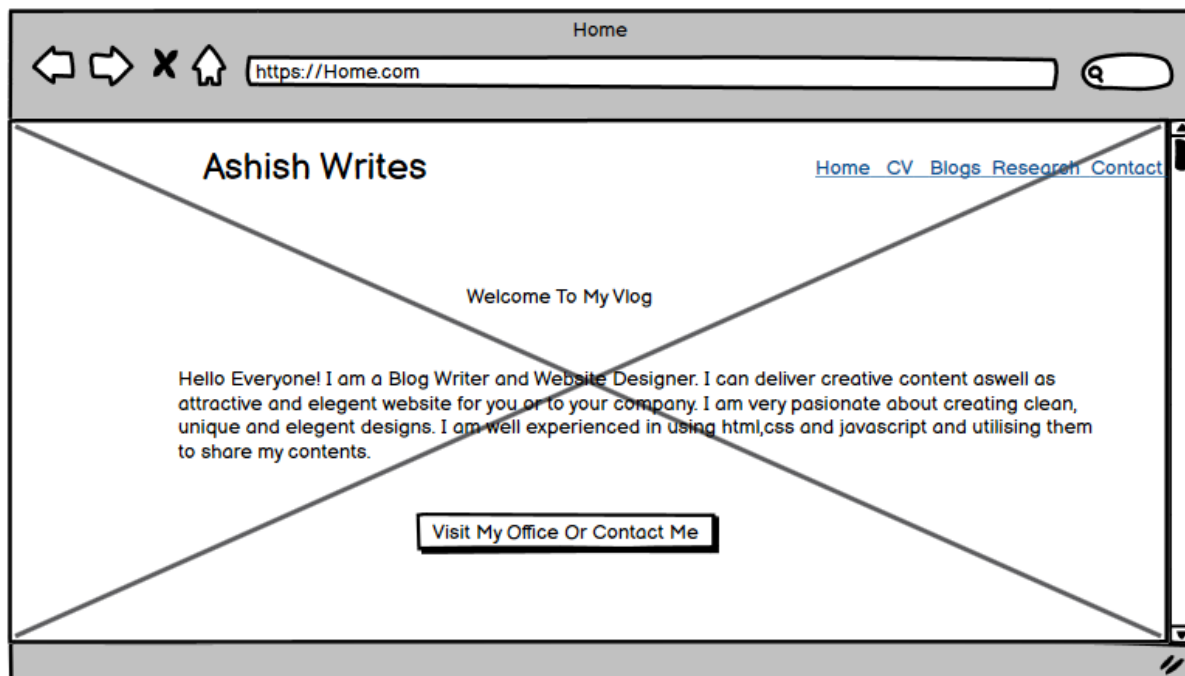 Home
https://Home.com
Ashish Writes
Home CV Blogs Research Contact
Welcome To My Vlog
Hello Everyone! I am a Blog Writer and Website Designer. I can deliver creative content aswell as
attractive and elegent website for you or to your company. I am very pasionate about creating clean,
unique and elegent designs. I am well experienced in using html,css and javascript and utilising them
to share my contents.
Visit My Office Or Contact Me